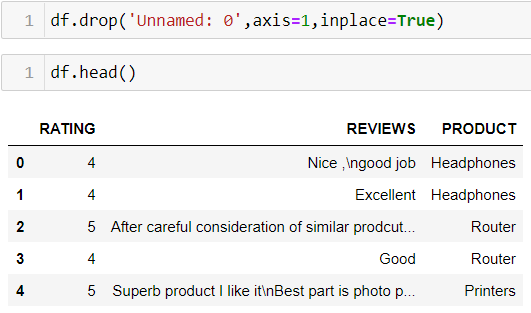 1 df.drop('Unnamed: 0',axis=1,inplace=True)
1 df.head()
RATING REVIEWS PRODUCT
0 4 Nice ,\ngood job Headphones
1 4 Excellent Headphones
2 5 After careful consideration of similar prodcut... Router
3 4 Good Router
4 5 Superb product I like it\nBest part is photo p... Printers